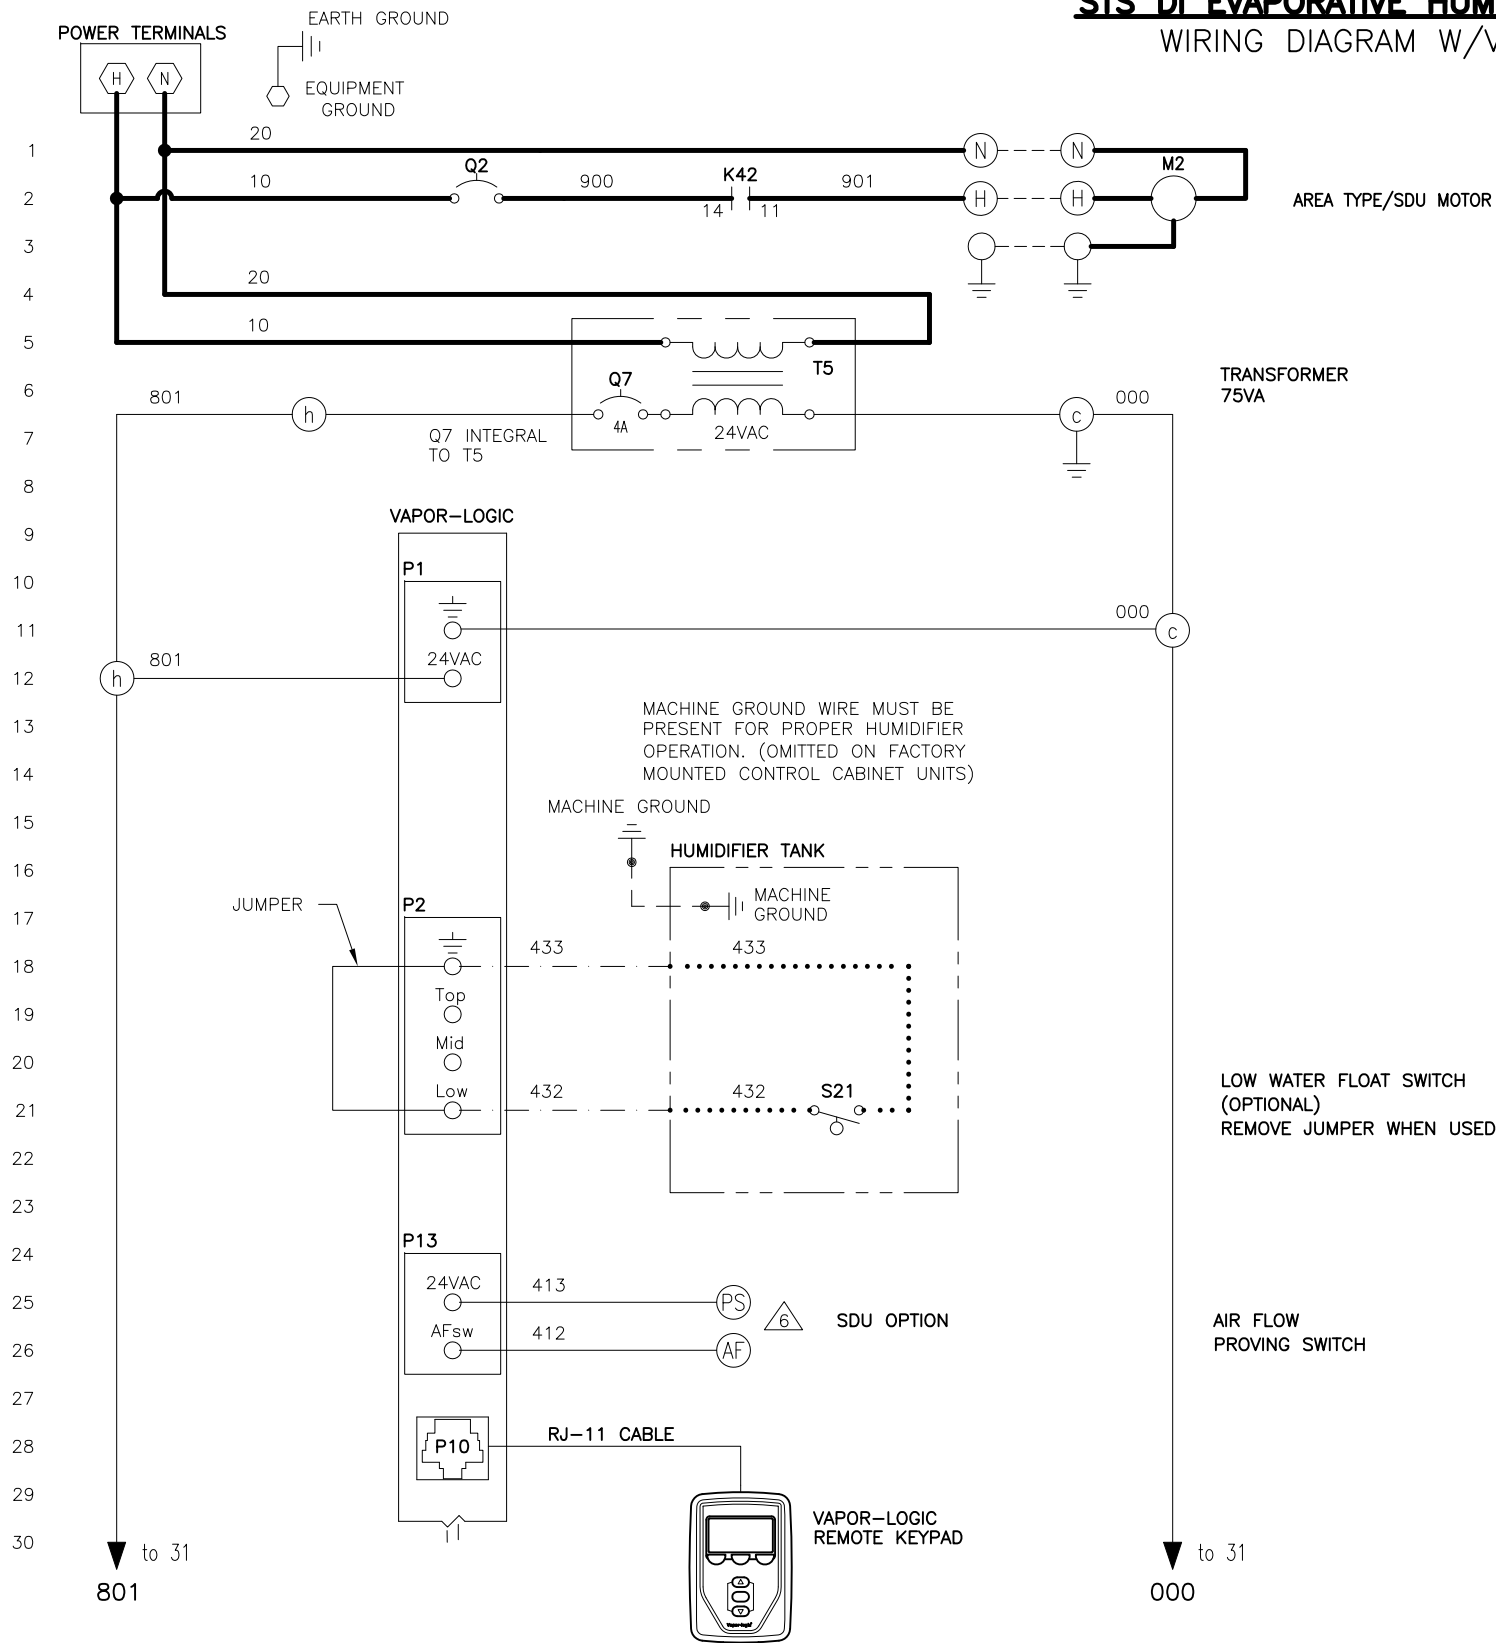 STS DI EVAPORATIVE
WIRING DIAGRAM
EARTH GROUND
POWER TERMINALS
H N
EQUIPMENT
GROUND
1 20 N N
M2
2 10 Q2 900 K42 901 H H
14 11
AREA TYPE/SDU MOTOR
3
4 20
5 10
T5
TRANSFORMER
75VA
6 Q7
801 h 4A 24VAC c 000
7 Q7 INTEGRAL
TO T5
8
VAPOR-LOGIC
9
P1
10
11 000 c
24VAC
12 h 801
13 MACHINE GROUND WIRE MUST BE
PRESENT FOR PROPER HUMIDIFIER
OPERATION. (OMITTED ON FACTORY
14 MOUNTED CONTROL CABINET UNITS)
MACHINE GROUND
15
HUMIDIFIER TANK
16
MACHINE
GROUND
17 JUMPER P2
18 433 433
Top
19
Mid
20
Low
21 432 432 S21
LOW WATER FLOAT SWITCH
(OPTIONAL)
REMOVE JUMPER WHEN USED
22
23
24 P13
24VAC
25 413 PS
6 SDU OPTION
AFsw
26 412 AF
AIR FLOW
PROVING SWITCH
27
28 P10 RJ-11 CABLE
29
VAPOR-LOGIC
REMOTE KEYPAD
30
to 31
801
to 31
000
Vapor-logic